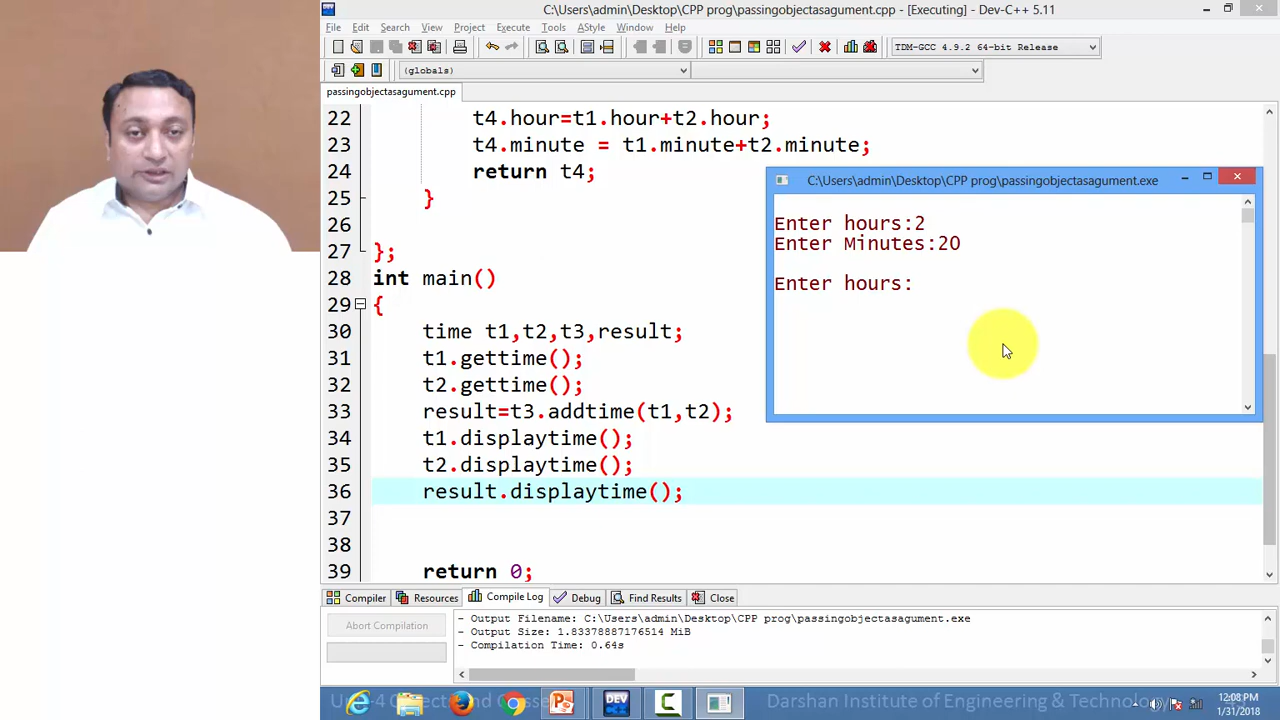 C:\Users\admin\Desktop\CPP prog\passingobjectasagument.cpp - [Executing] - Dev-C++ 5.11
File Edit Search View Project Execute Tools AStyle Window Help
TDM-GCC 4.9.2 64-bit Release
(globals)
passingobjectasagument.cpp
22 t4.hour=t1.hour+t2.hour;
23 t4.minute = t1.minute+t2.minute;
24 return t4;
25 }
26
27 };
28 int main()
29 {
30 time t1,t2,t3,result;
31 t1.gettime();
32 t2.gettime();
33 result=t3.addtime(t1,t2);
34 t1.displaytime();
35 t2.displaytime();
36 result.displaytime();
37
38
39 return 0;
C:\Users\admin\Desktop\CPP prog\passingobjectasagument.exe
Enter hours:2
Enter Minutes:20
Enter hours:
Compiler Resources Compile Log Debug Find Results Close
Abort Compilation
- Output Filename: C:\Users\admin\Desktop\CPP prog\passingobjectasagument.exe
- Output Size: 1.83378887176514 MiB
- Compilation Time: 0.64s
Darshan Institute of Engineering & Technology
12:08 PM
1/31/2018